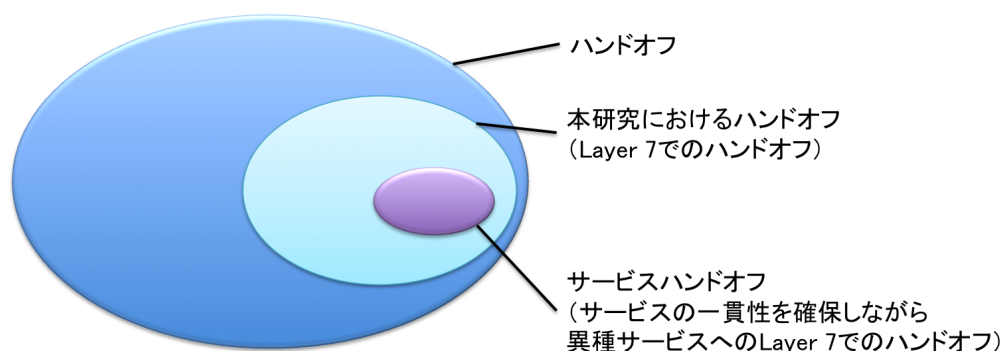 ハンドオフ
本研究におけるハンドオフ
（Layer 7でのハンドオフ）
サービスハンドオフ
（サービスの一貫性を確保しながら
異種サービスへのLayer 7でのハンドオフ）